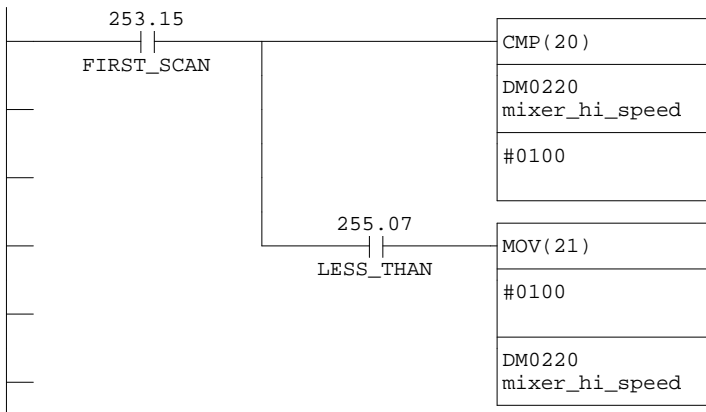 253.15
FIRST_SCAN
CMP(20)
DM0220
mixer_hi_speed
#0100
255.07
LESS_THAN
MOV(21)
#0100
DM0220
mixer_hi_speed